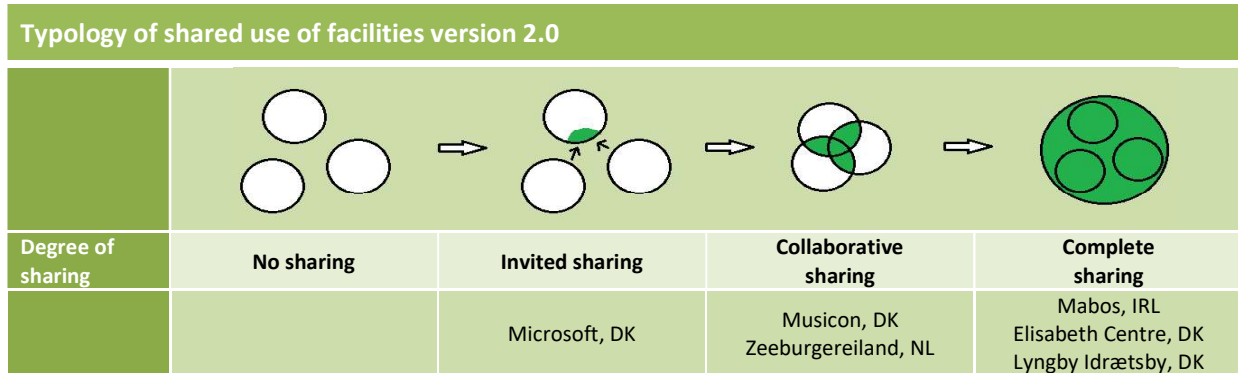 Typology of shared use of facilities version 2.0
Degree of
sharing
No sharing
Invited sharing
Collaborative
sharing
Complete
sharing
Microsoft, DK
Musicon, DK
Zeeburgereiland, NL
Mabos, IRL
Elisabeth Centre, DK
Lyngby Idrætsby, DK